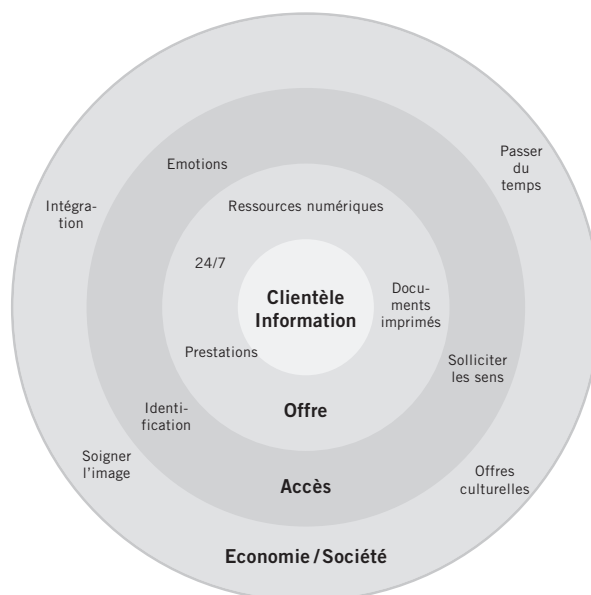 Passer
du
temps
Emotions
Intégra-
tion
Ressources numériques
24/7
Clientèle
Information
Docu-
ments
imprimés
Prestations
Solliciter
les sens
Identi-
fication
Offre
Soigner
l’image
Accès
Offres
culturelles
Economie / Société